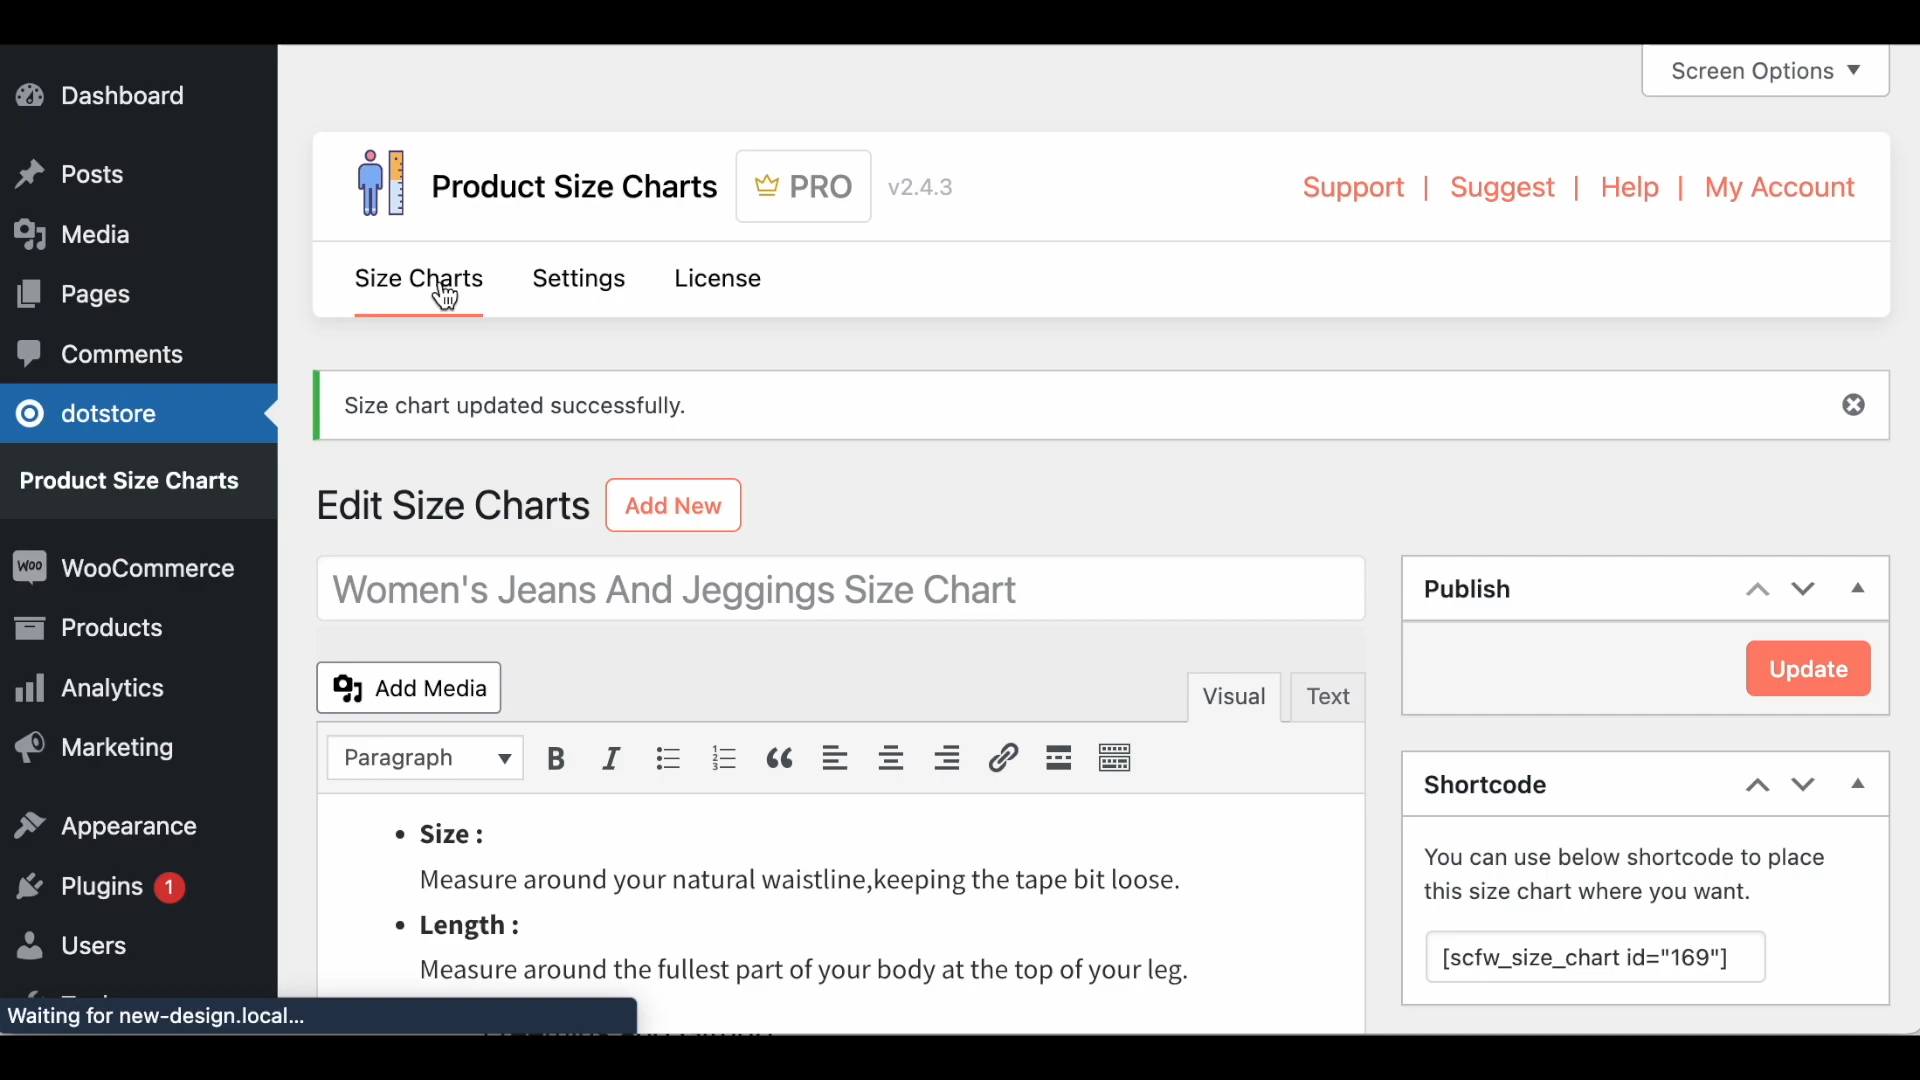 Screen Options
Dashboard
Posts
Media
Pages
Comments
dotstore
Product Size Charts
WooCommerce
Products
Analytics
Marketing
Appearance
Plugins 1
Users
Waiting for new-design.local...
Product Size Charts PRO v2.4.3
Support | Suggest | Help | My Account
Size Charts Settings License
Size chart updated successfully.
Edit Size Charts Add New
Women's Jeans And Jeggings Size Chart
Add Media
Visual Text
Paragraph
• Size :
Measure around your natural waistline,keeping the tape bit loose.
• Length :
Measure around the fullest part of your body at the top of your leg.
Publish
Update
Shortcode
You can use below shortcode to place
this size chart where you want.
[scfw_size_chart id="169"]